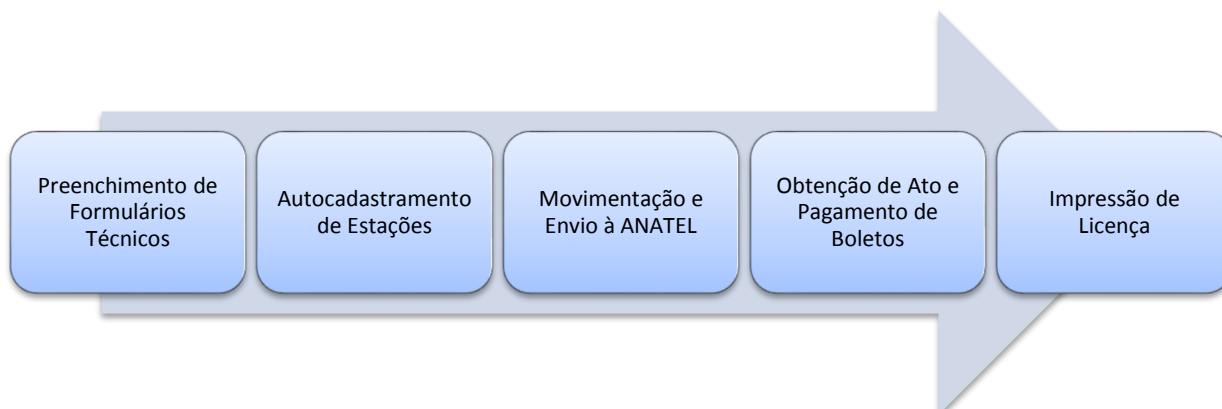 Preenchimento de
Formulários
Técnicos
Autocadastramento
de Estações
Movimentação e
Envio à ANATEL
Obtenção de Ato e
Pagamento de
Boletos
Impressão de
Licença